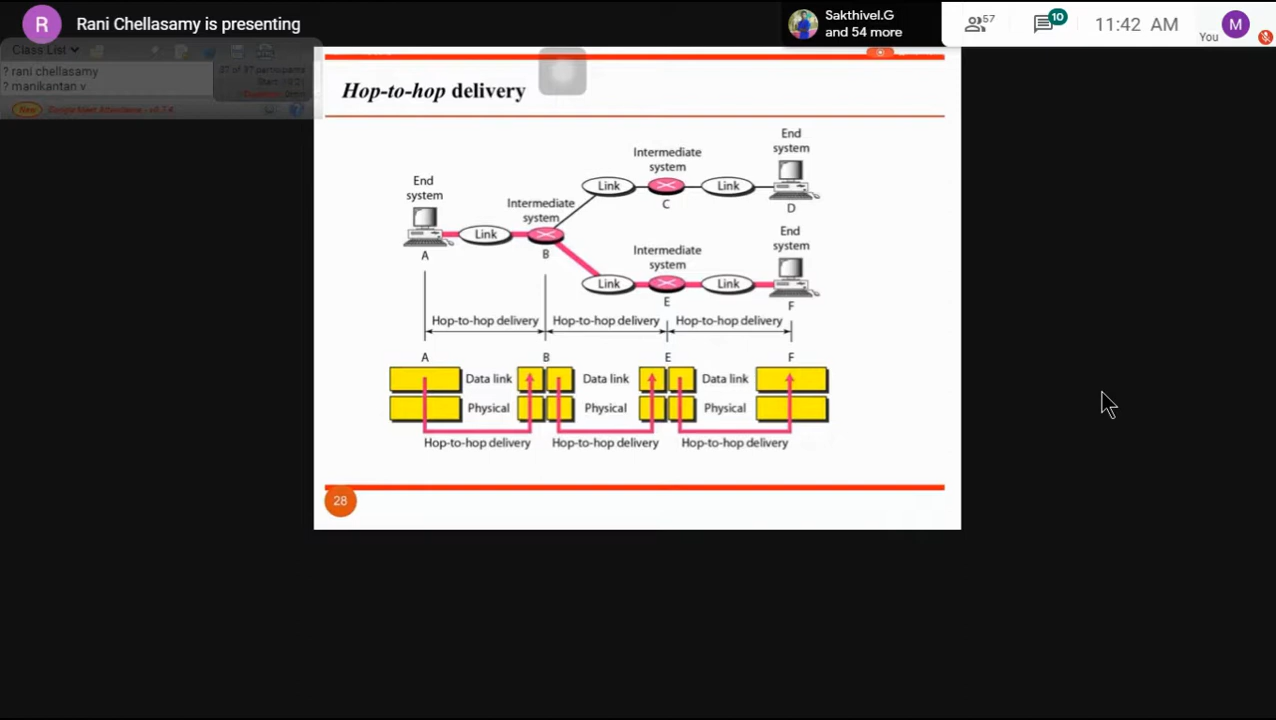 Rani Chellasamy is presenting
R
Sakthivel.G
and 54 more
57
10
11:42 AM
You
M
Class List
? rani chellasamy
? manikantan v
New
Hop-to-hop delivery
End
system
A
Link
Intermediate
system
B
Link
Intermediate
system
C
Link
End
system
D
Link
Intermediate
system
E
Link
End
system
F
Hop-to-hop delivery Hop-to-hop delivery Hop-to-hop delivery
A B E F
Data link Data link Data link
Physical Physical Physical
Hop-to-hop delivery Hop-to-hop delivery Hop-to-hop delivery
28